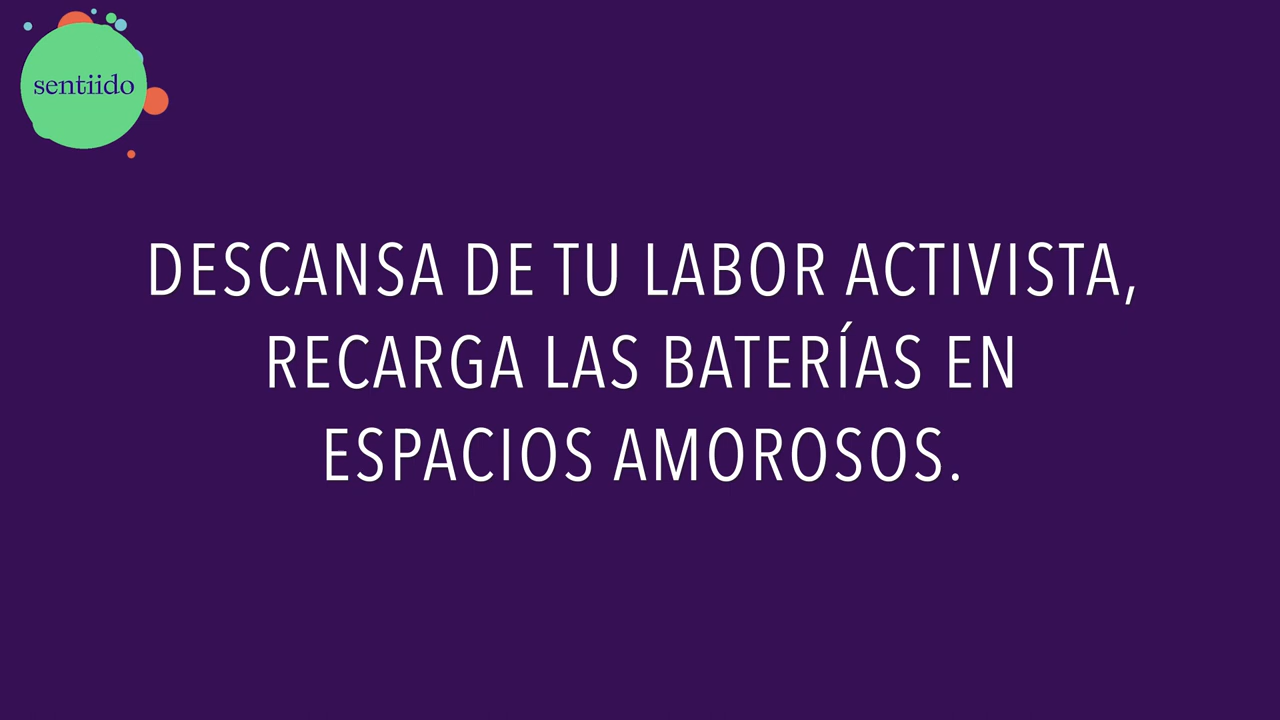 sentiido
DESCANSA DE TU LABOR ACTIVISTA,
RECARGA LAS BATERÍAS EN
ESPACIOS AMOROSOS.